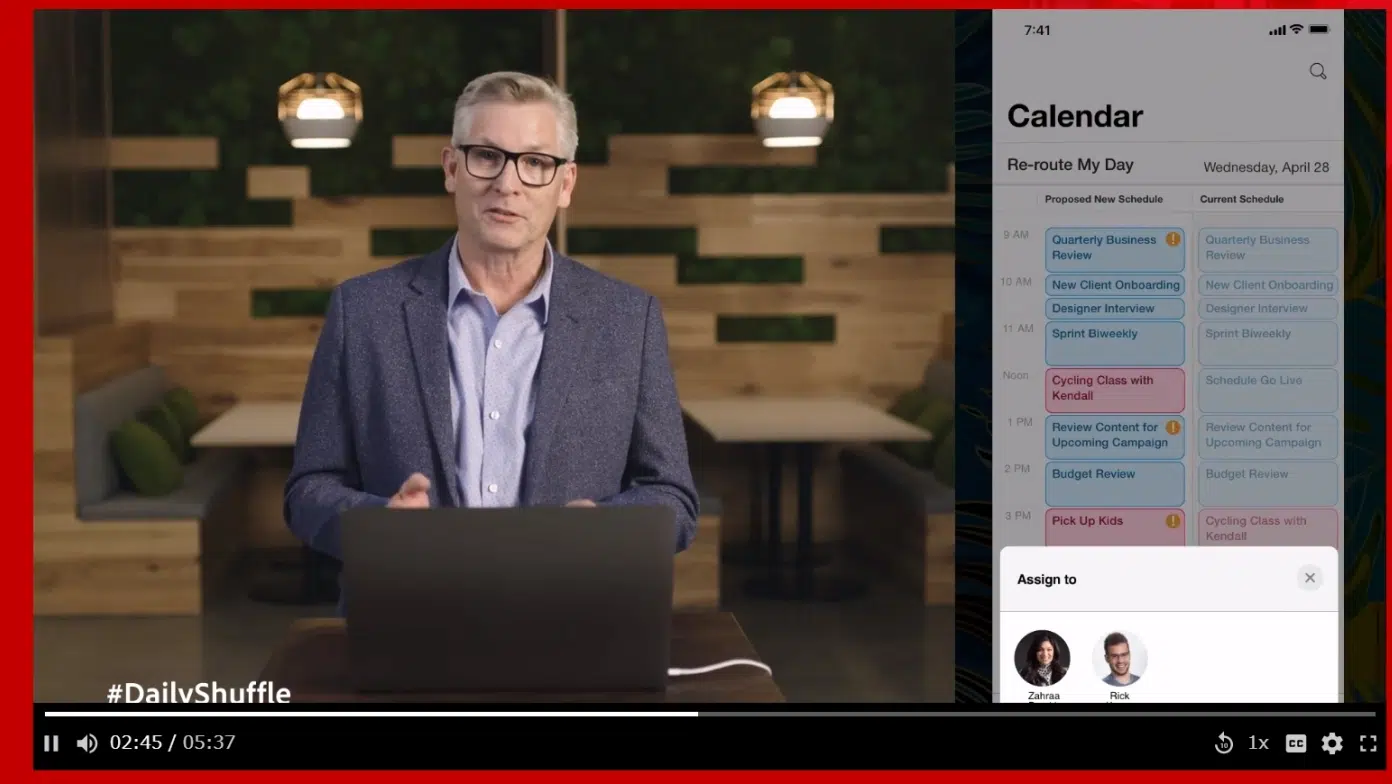 7:41
Calendar
Re-route My Day
Wednesday, April 28
Proposed New Schedule
Current Schedule
9 AM
Quarterly Business
Review
Quarterly Business
Review
10 AM
New Client Onboarding
New Client Onboarding
Designer Interview
Designer Interview
11 AM
Sprint Biweekly
Sprint Biweekly
Noon
Cycling Class with
Kendall
Schedule Go Live
1 PM
Review Content for
Upcoming Campaign
Review Content for
Upcoming Campaign
2 PM
Budget Review
Budget Review
3 PM
Pick Up Kids
Cycling Class with
Kendall
Assign to
Zahraa
Rick
#DailyShuffle
02:45 / 05:37
10
1x
CC